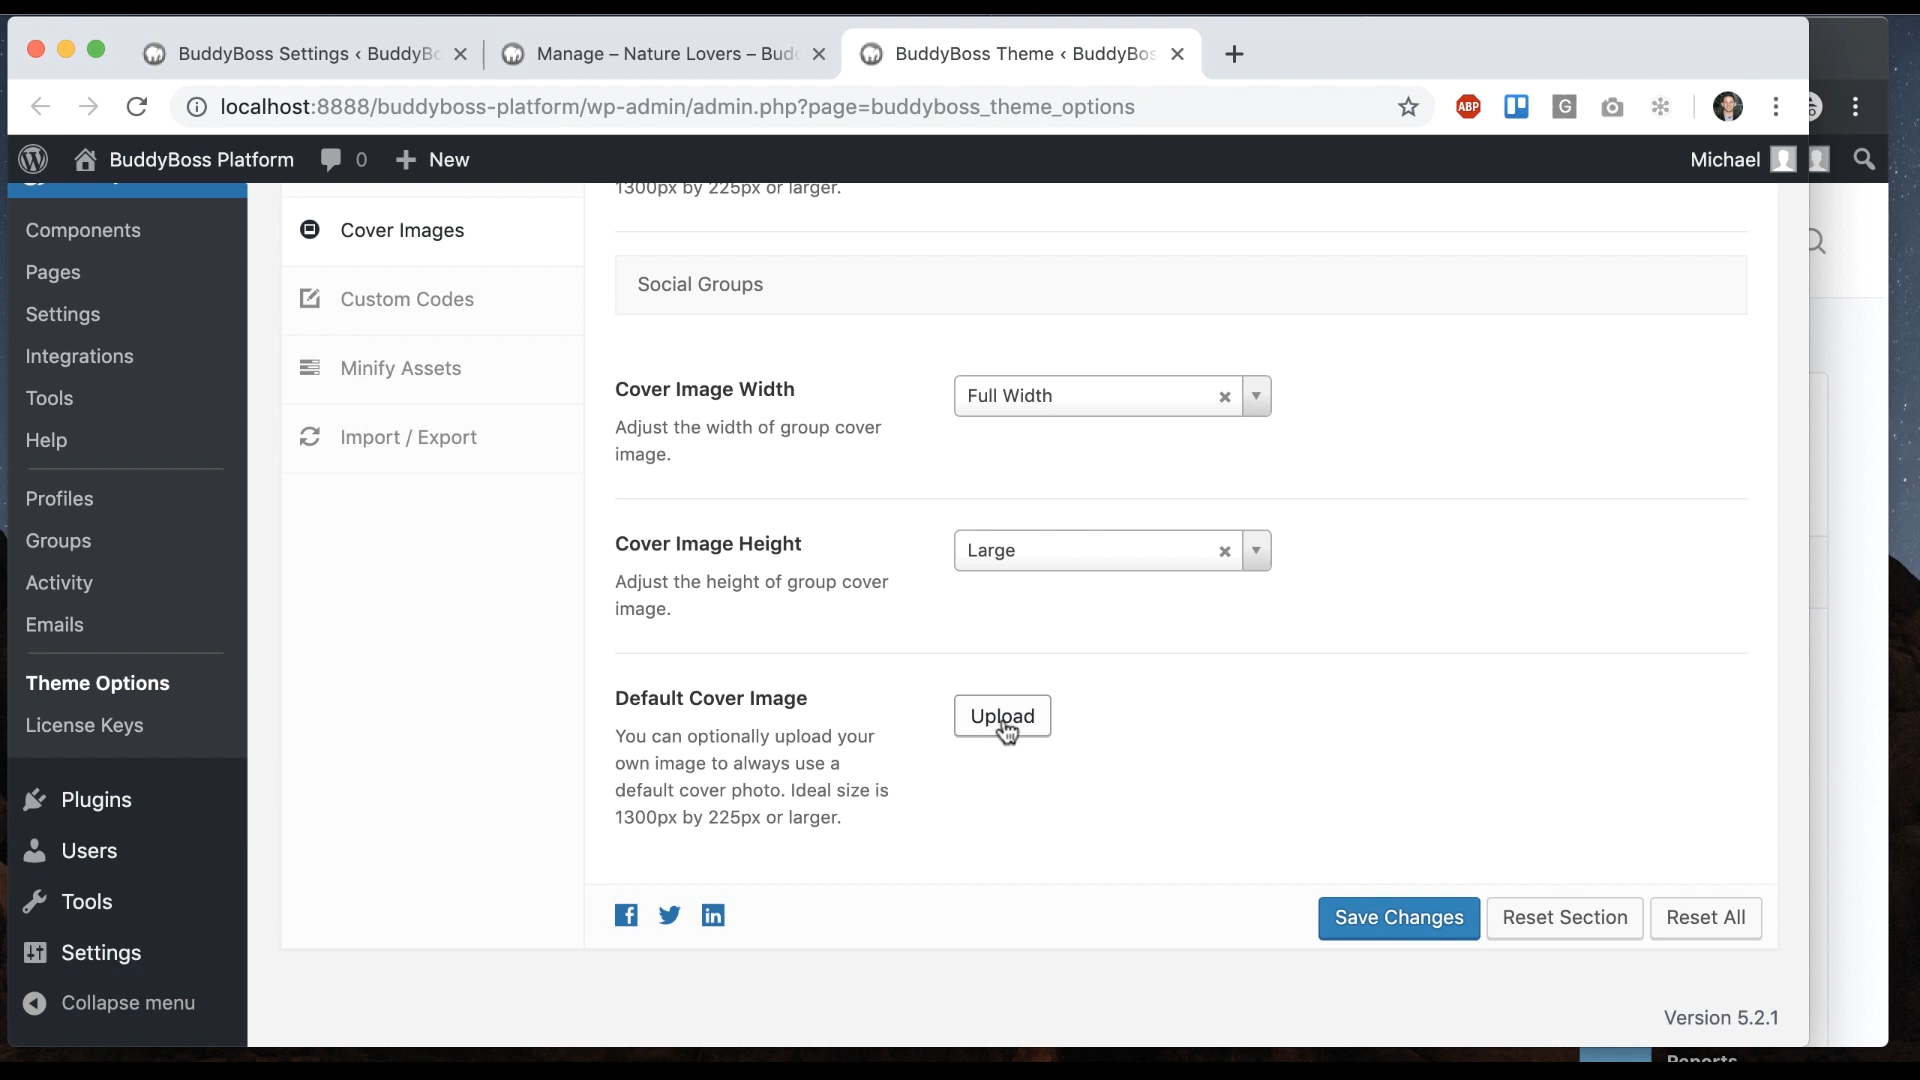 BuddyBoss Settings ‹ BuddyBo
Manage – Nature Lovers – Budd
BuddyBoss Theme ‹ BuddyBos
localhost:8888/buddyboss-platform/wp-admin/admin.php?page=buddyboss_theme_options
ABP
G
BuddyBoss Platform
0
New
Michael
1300px by 225px or larger.
Components
Pages
Settings
Integrations
Tools
Help
Profiles
Groups
Activity
Emails
Theme Options
License Keys
Plugins
Users
Tools
Settings
Collapse menu
Cover Images
Custom Codes
Minify Assets
Import / Export
Social Groups
Cover Image Width
Adjust the width of group cover
image.
Full Width
Cover Image Height
Adjust the height of group cover
image.
Large
Default Cover Image
You can optionally upload your
own image to always use a
default cover photo. Ideal size is
1300px by 225px or larger.
Upload
Save Changes
Reset Section
Reset All
Version 5.2.1
Reports